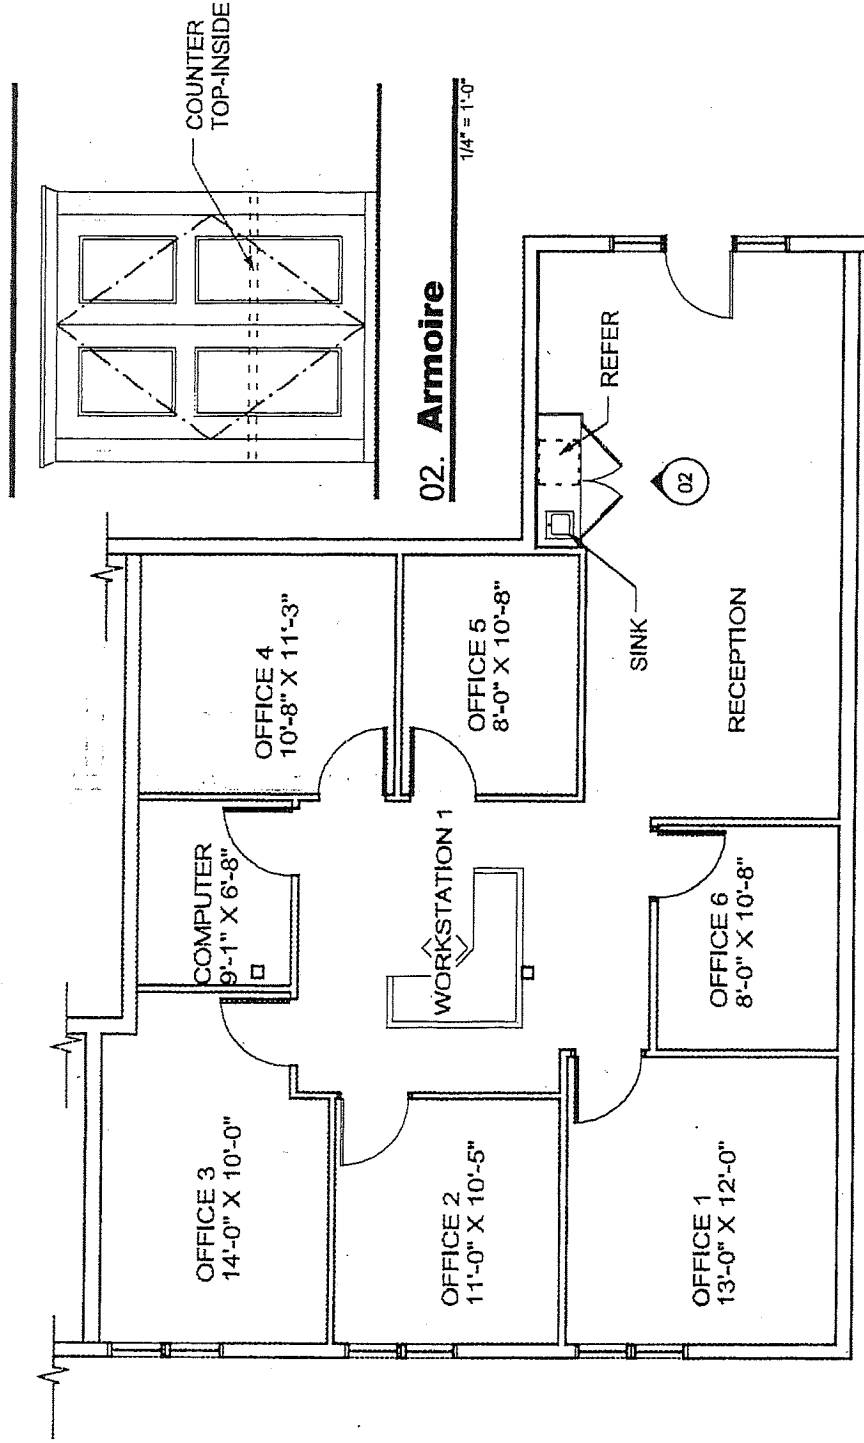 COUNTER
TOP-INSIDE
02. Armoire
1/4" = 1'-0"
OFFICE 3
14'-0" X 10'-0"
COMPUTER
9'-1" X 6'-8"
OFFICE 4
10'-8" X 11'-3"
OFFICE 2
11'-0" X 10'-5"
WORKSTATION 1
OFFICE 5
8'-0" X 10'-8"
REFER
02
SINK
OFFICE 1
13'-0" X 12'-0"
OFFICE 6
8'-0" X 10'-8"
RECEPTION